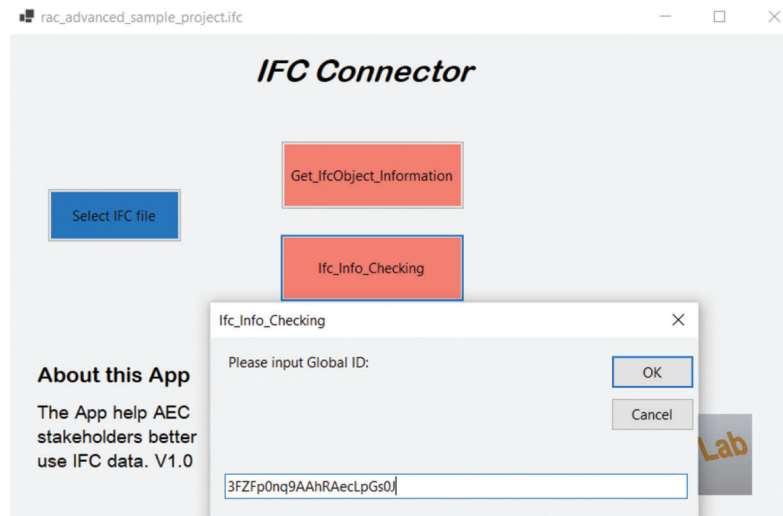 rac_advanced_sample_project.ifc
IFC Connector
Get_IfcObject_Information
Select IFC file
Ifc_Info_Checking
Ifc_Info_Checking
Please input Global ID:
OK
Cancel
3FZFp0nq9AAhRAecLpGs0J
About this App
The App help AEC
stakeholders better
use IFC data. V1.0
Lab